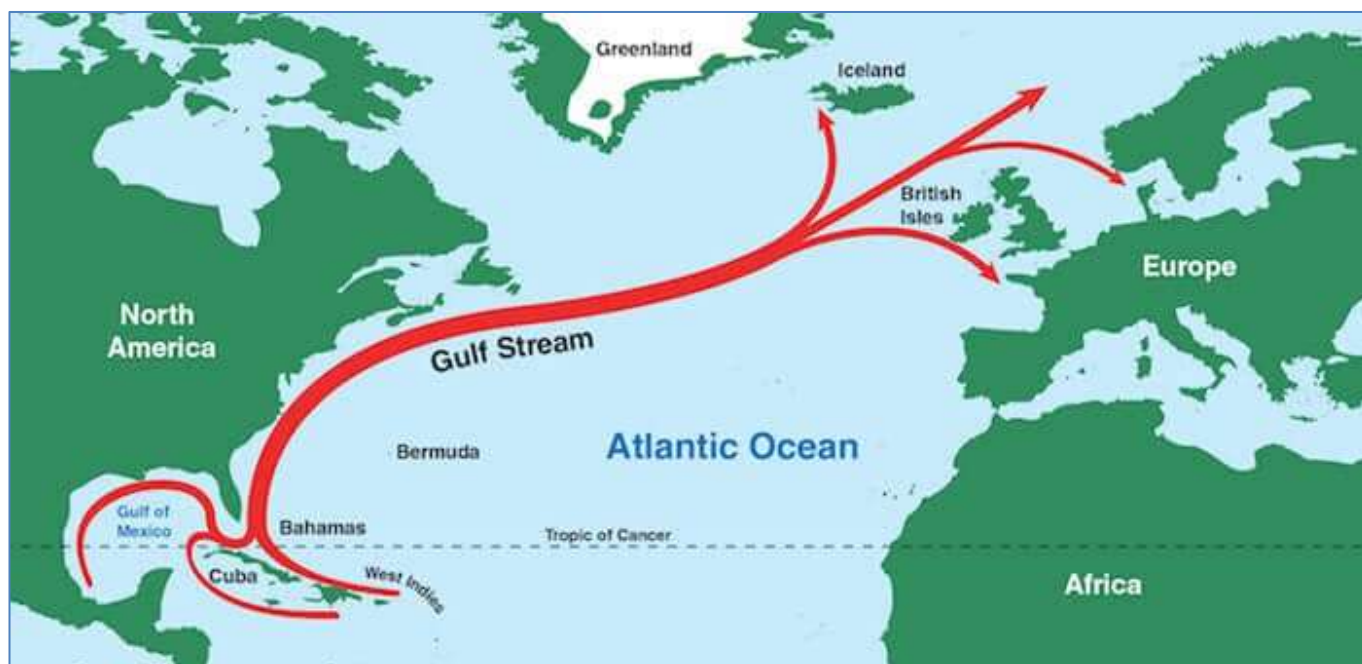 Greenland
Iceland
British
Isles
Europe
North
America
Gulf Stream
Bermuda
Atlantic Ocean
Gulf of
Mexico
Bahamas
Tropic of Cancer
Cuba
West Indies
Africa